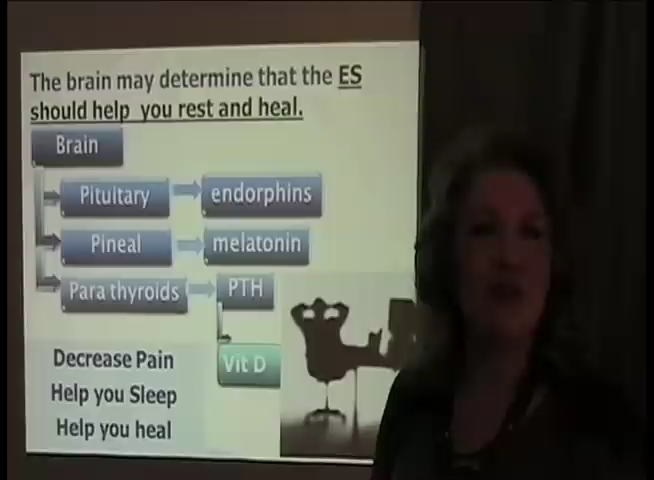 The brain may determine that the ES
should help you rest and heal.
Brain
Pituitary
endorphins
Pineal
melatonin
Para thyroids
PTH
Vit D
Decrease Pain
Help you Sleep
Help you heal